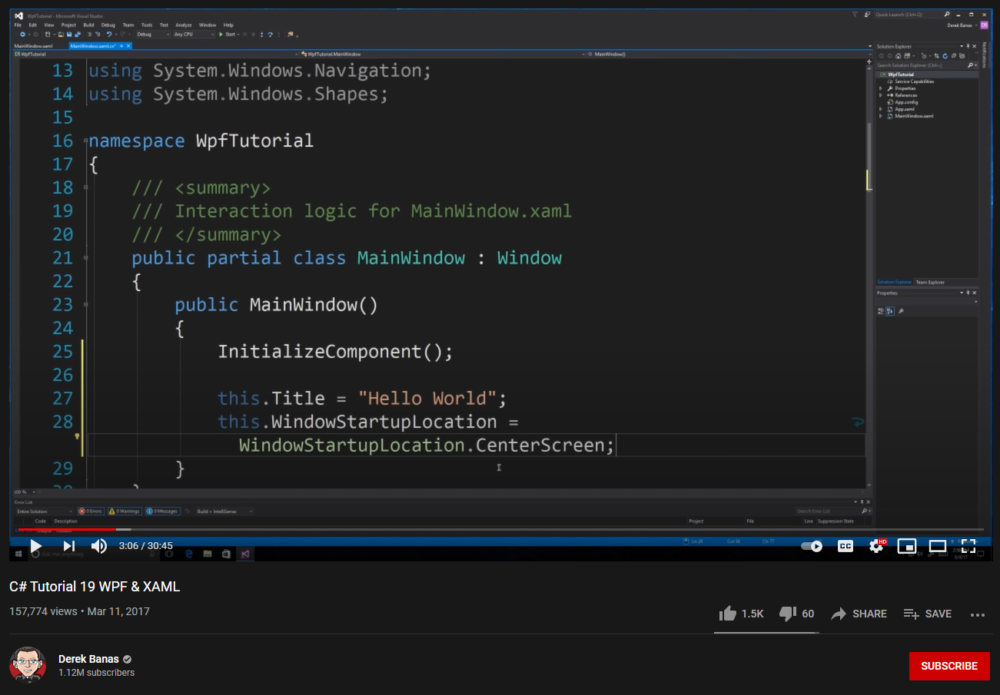 WpfTutorial - Microsoft Visual Studio
Quick Launch (Ctrl+Q)
File Edit View Project Build Debug Team Tools Test Analyze Window Help
Derek Banas
DB
Debug Any CPU Start
MainWindow.xaml MainWindow.xaml.cs*
WpfTutorial WpfTutorial.MainWindow MainWindow()
13 using System.Windows.Navigation;
14 using System.Windows.Shapes;
15
16 namespace WpfTutorial
17 {
18 /// <summary>
19 /// Interaction logic for MainWindow.xaml
20 /// </summary>
21 public partial class MainWindow : Window
22 {
23 public MainWindow()
24 {
25 InitializeComponent();
26
27 this.Title = "Hello World";
28 this.WindowStartupLocation =
WindowStartupLocation.CenterScreen;
29 }
100 %
Solution Explorer
Notifications
Search Solution Explorer (Ctrl+;)
WpfTutorial
Service Capabilities
Properties
References
App.config
App.xaml
MainWindow.xaml
Solution Explorer Team Explorer
Properties
Error List
Entire Solution 0 Errors 0 Warnings 0 Messages Build + IntelliSense Search Error List
Code Description Project File Line Suppression State
Ln 28
Ask me anything
3:06 / 30:45
CC
HD
C# Tutorial 19 WPF & XAML
157,774 views • Mar 11, 2017
1.5K 60 SHARE SAVE
Derek Banas
1.12M subscribers
SUBSCRIBE